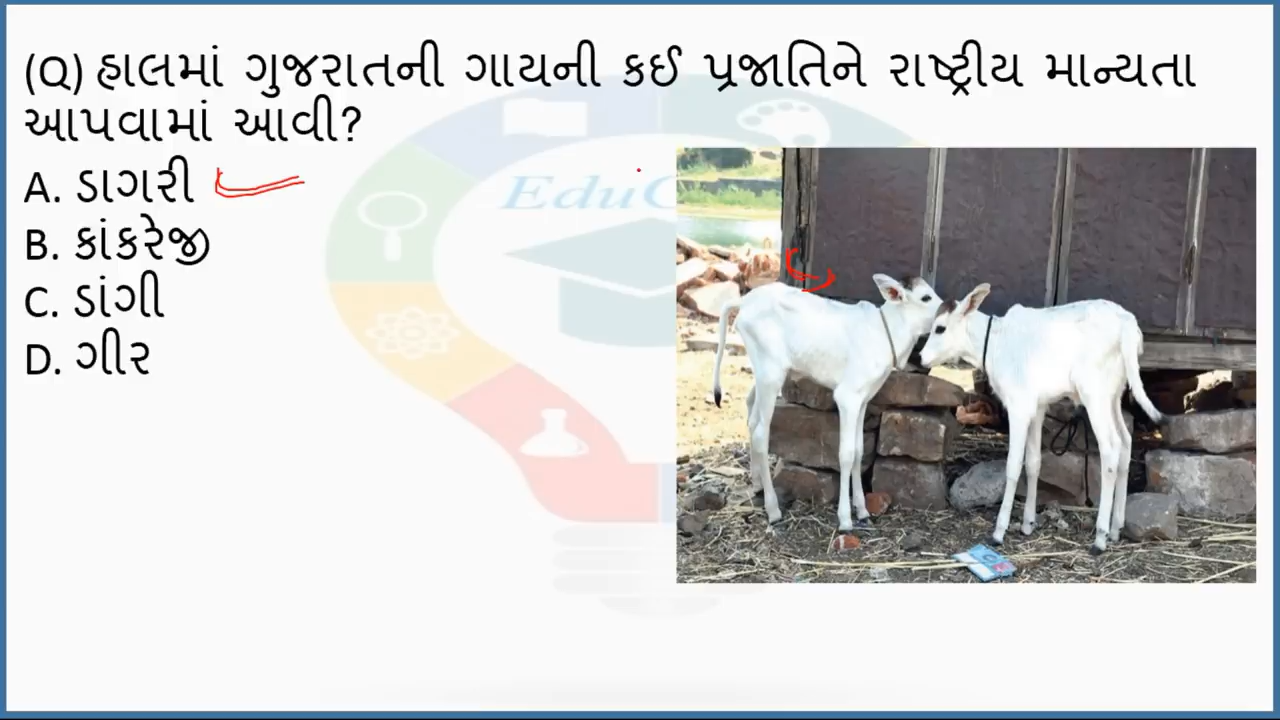 (Q) હાલમાં ગુજરાતની ગાયની કઈ પ્રજાતિને રાષ્ટ્રીય માન્યતા
આપવામાં આવી?
A. ડાગરી
B. કાંકરેજી
C. ડાંગી
D. ગીર